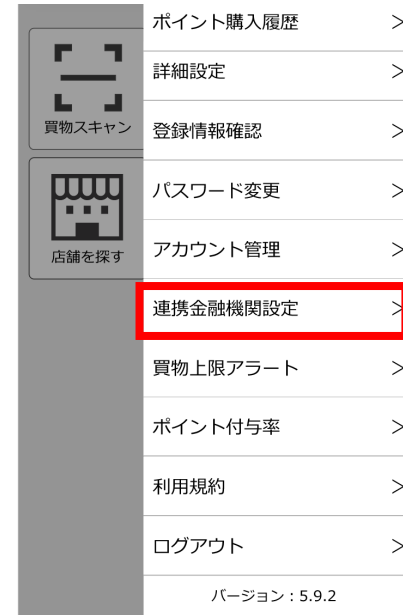 買物スキャン
店舗を探す
ポイント購入履歴 >
詳細設定 >
登録情報確認 >
パスワード変更 >
アカウント管理 >
連携金融機関設定 >
買物上限アラート >
ポイント付与率 >
利用規約 >
ログアウト >
バージョン：5.9.2